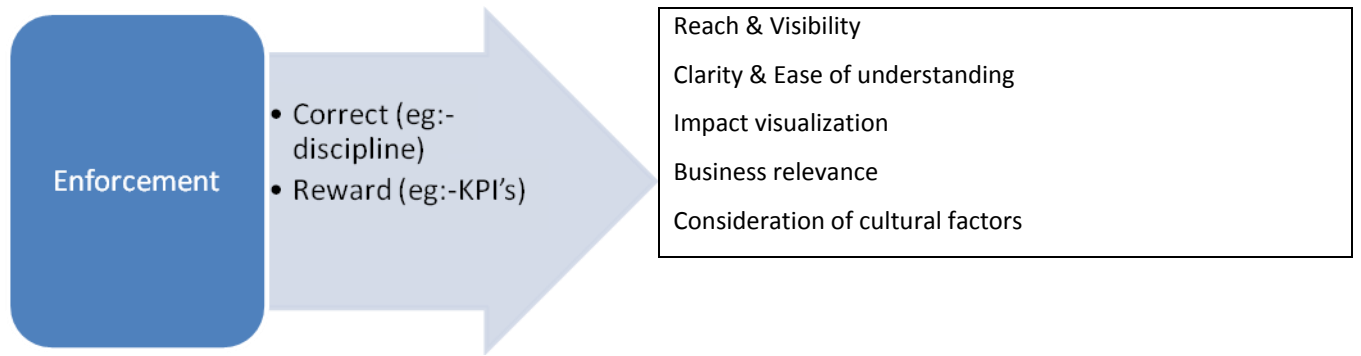 Enforcement
• Correct (eg:-
discipline)
• Reward (eg:-KPI's)
Reach & Visibility
Clarity & Ease of understanding
Impact visualization
Business relevance
Consideration of cultural factors